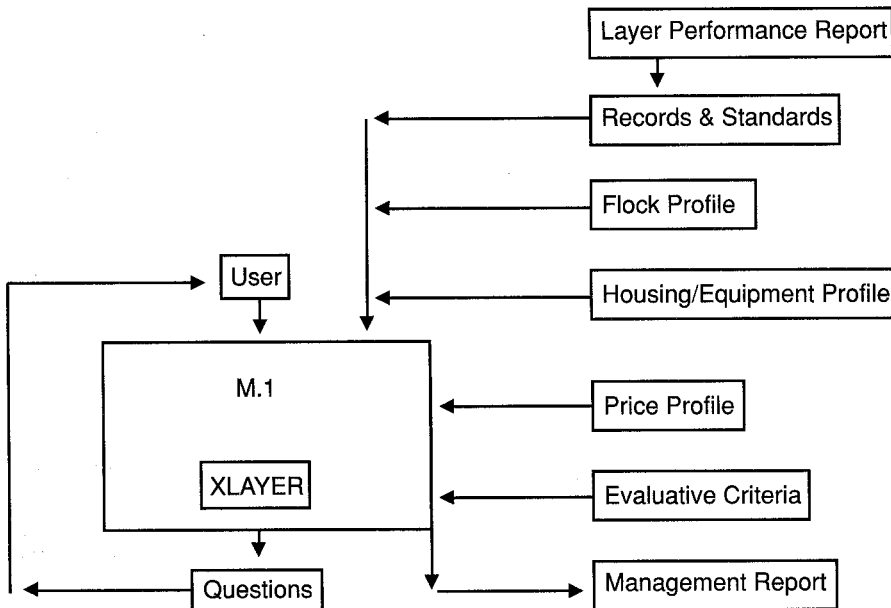 Layer Performance Report
Records & Standards
Flock Profile
User
Housing/Equipment Profile
M.1
Price Profile
XLAYER
Evaluative Criteria
Questions
Management Report